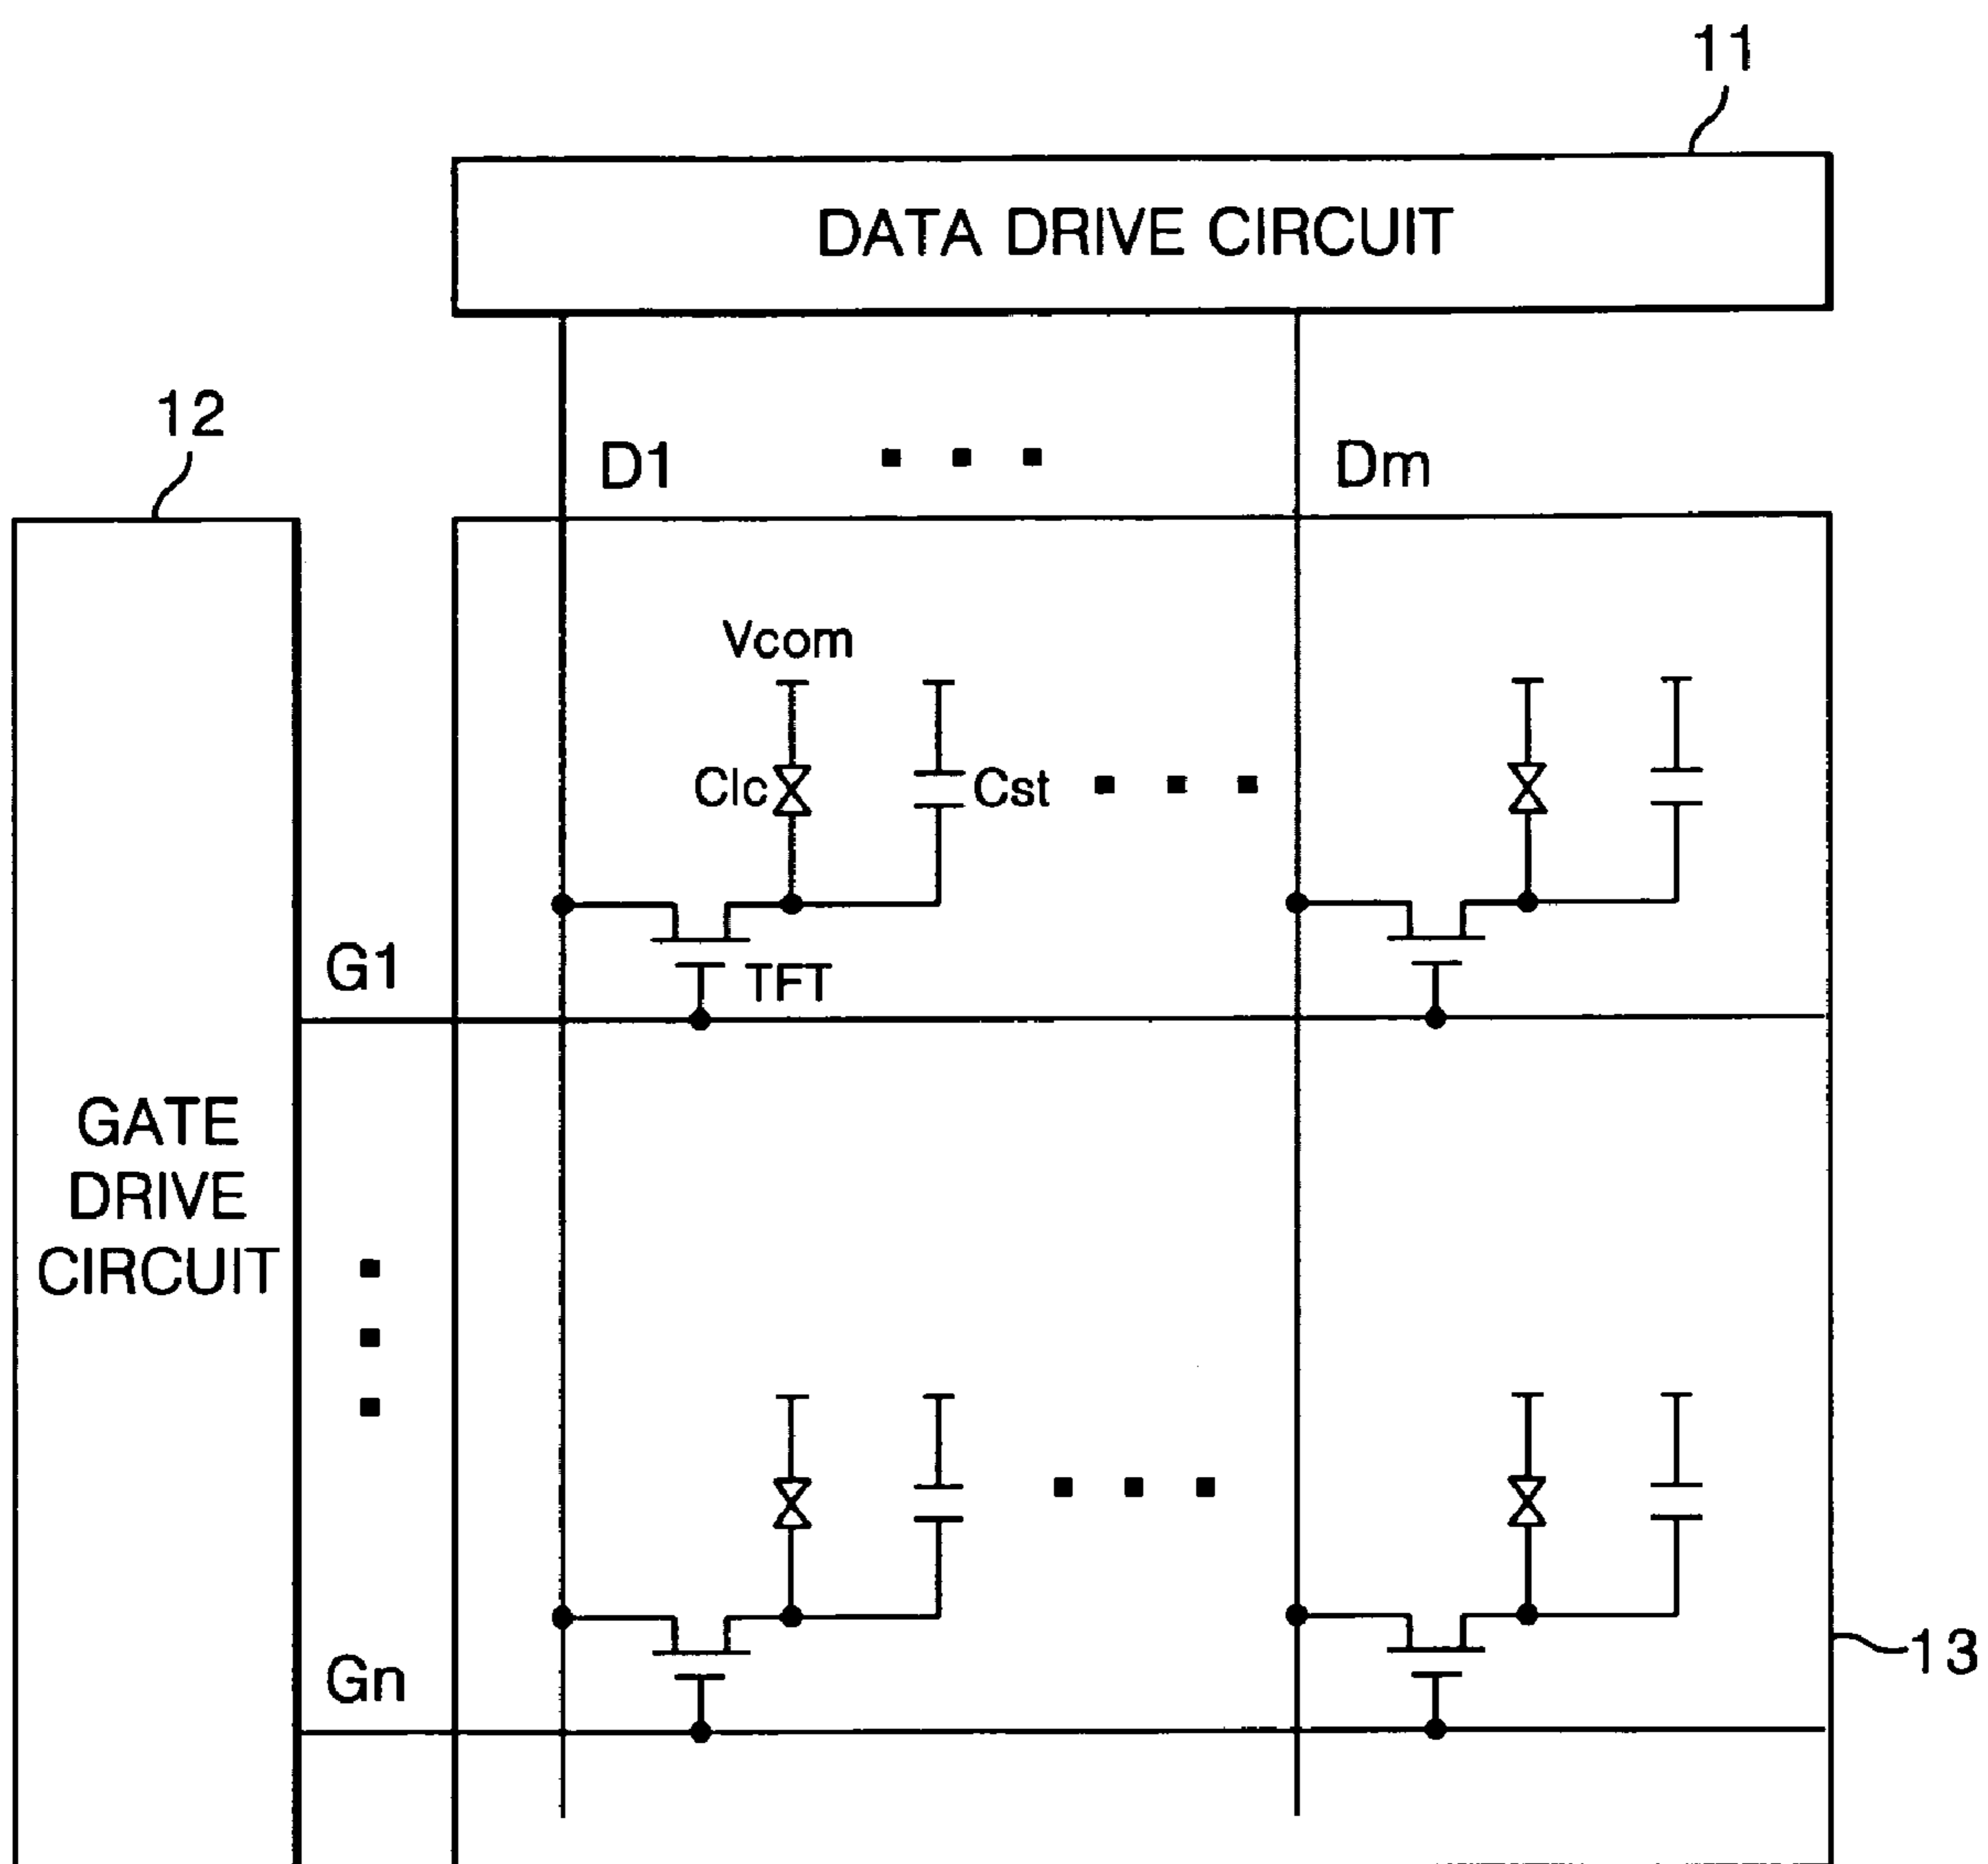 11
DATA DRIVE CIRCUIT
12
D1
Dm
Vcom
Clc
Cst
G1
TFT
GATE
DRIVE
CIRCUIT
Gn
13